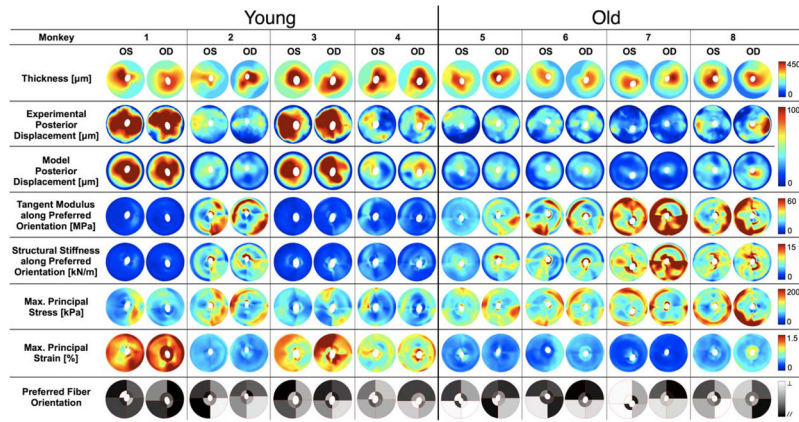 Young Old
Monkey 1 2 3 4 5 6 7 8
OS OD OS OD OS OD OS OD OS OD OS OD OS OD OS OD
Thickness [µm] 450
0
Experimental 100
Posterior
Displacement [µm]
Model
Posterior
Displacement [µm] 0
Tangent Modulus 60
along Preferred
Orientation [MPa] 0
Structural Stiffness 15
along Preferred
Orientation [kN/m] 0
Max. Principal 200
Stress [kPa]
0
Max. Principal 1.5
Strain [%]
0
Preferred Fiber ⊥
Orientation
//